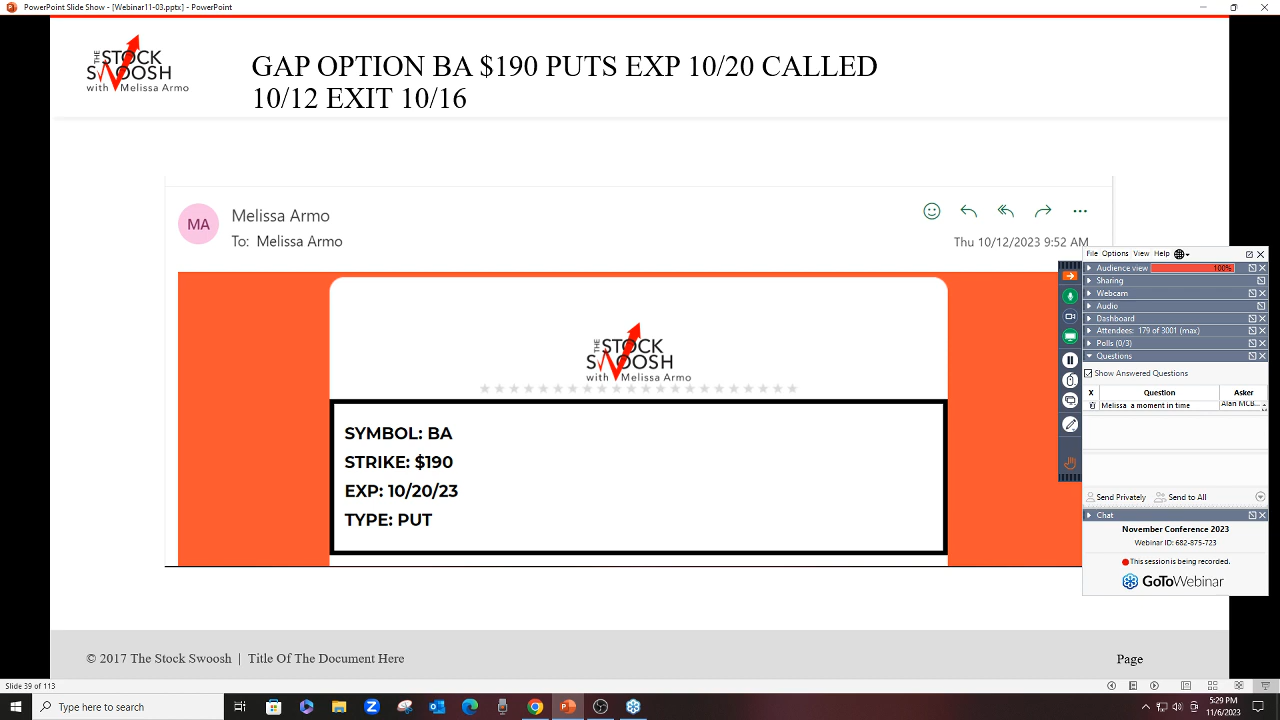 PowerPoint Slide Show - [Webinar11-03.pptx] - PowerPoint
THE STOCK SWOOSH
with Melissa Armo
GAP OPTION BA $190 PUTS EXP 10/20 CALLED
10/12 EXIT 10/16
MA
Melissa Armo
To: Melissa Armo
Thu 10/12/2023 9:52 AM
THE STOCK SWOOSH
with Melissa Armo
SYMBOL: BA
STRIKE: $190
EXP: 10/20/23
TYPE: PUT
File Options View Help
Audience view 100%
Sharing
Webcam
Audio
Dashboard
Attendees: 179 of 3001 (max)
Polls (0/3)
Questions
Show Answered Questions
X Question Asker
Melissa a moment in time Alan MCB
Send Privately Send to All
Chat
November Conference 2023
Webinar ID: 682-875-723
This session is being recorded.
GoToWebinar
© 2017 The Stock Swoosh | Title Of The Document Here
Page
Slide 39 of 113
Type here to search
5:29 PM
11/6/2023